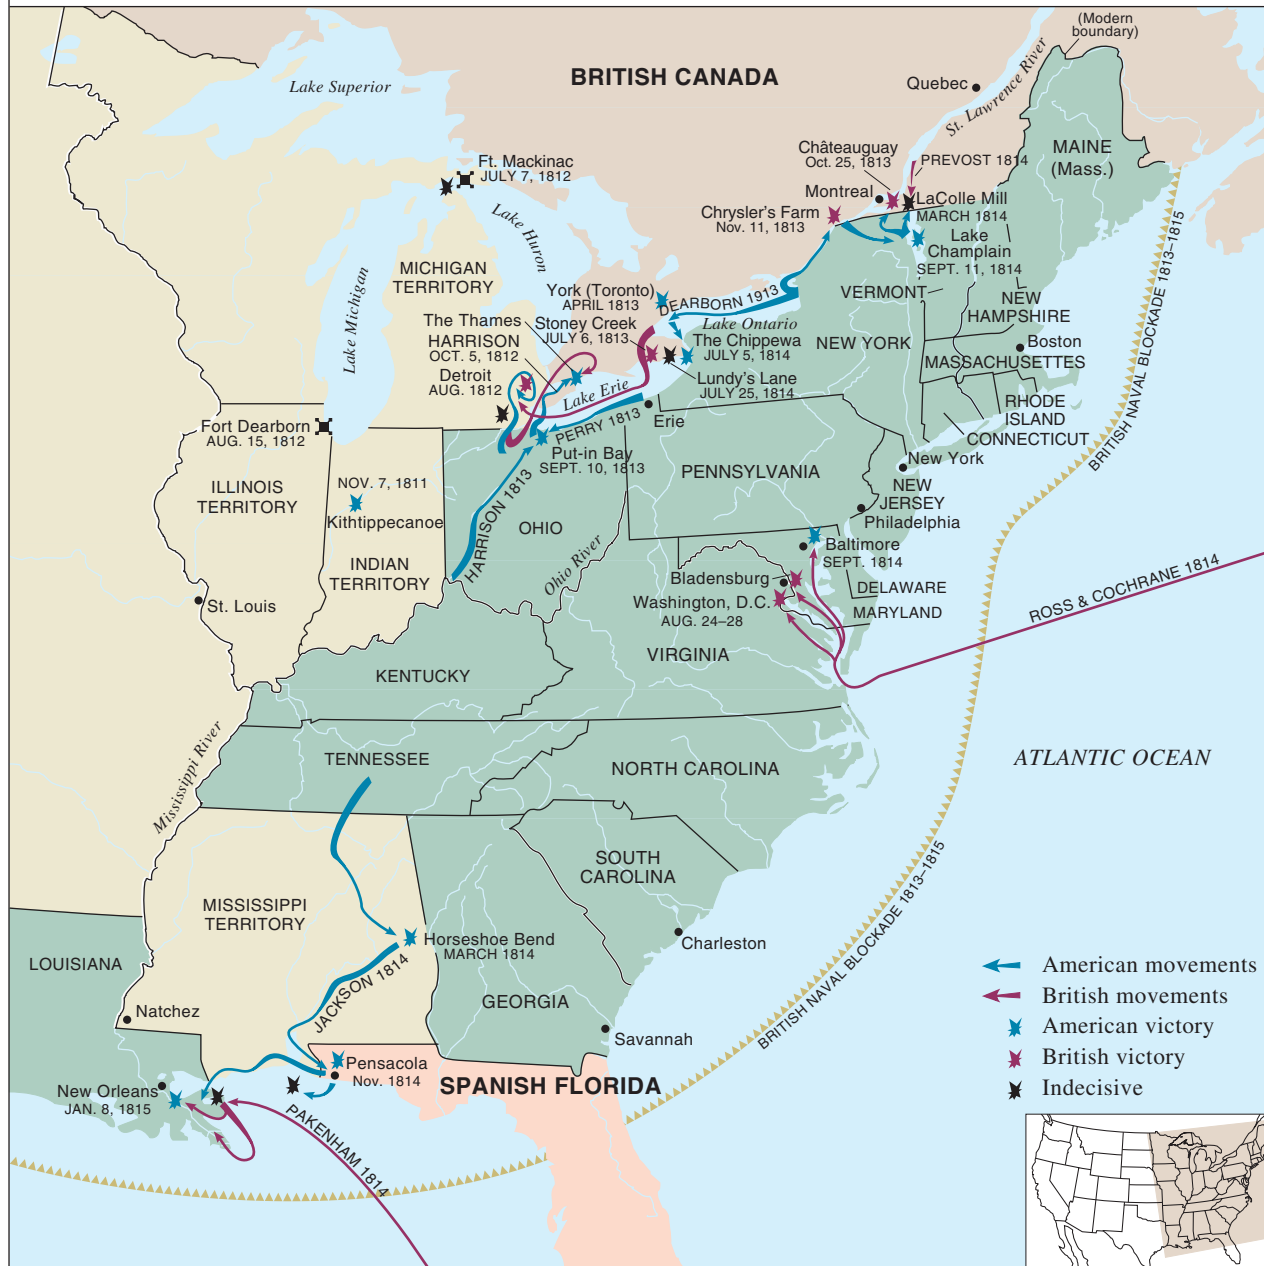 (Modern
boundary)
BRITISH CANADA
Lake Superior
Quebec
St. Lawrence River
Châteauguay
Oct. 25, 1813
PREVOST 1814
MAINE
(Mass.)
Ft. Mackinac
JULY 7, 1812
Montreal
LaColle Mill
MARCH 1814
Chrysler's Farm
Nov. 11, 1813
Lake
Champlain
SEPT. 11, 1814
Lake Huron
Lake Michigan
MICHIGAN
TERRITORY
York (Toronto)
APRIL 1813
DEARBORN 1913
VERMONT
NEW
HAMPSHIRE
BRITISH NAVAL BLOCKADE 1813–1815
The Thames
HARRISON
OCT. 5, 1812
Stoney Creek
JULY 6, 1813
Lake Ontario
The Chippewa
JULY 5, 1814
NEW YORK
Boston
MASSACHUSETTS
Detroit
AUG. 1812
Lake Erie
Lundy's Lane
JULY 25, 1814
RHODE
ISLAND
CONNECTICUT
Fort Dearborn
AUG. 15, 1812
PERRY 1813
Erie
Put-in Bay
SEPT. 10, 1813
New York
PENNSYLVANIA
NEW
JERSEY
ILLINOIS
TERRITORY
NOV. 7, 1811
Kithtippecanoe
HARRISON 1813
OHIO
Philadelphia
Ohio River
Baltimore
SEPT. 1814
INDIAN
TERRITORY
Bladensburg
DELAWARE
Washington, D.C.
AUG. 24–28
MARYLAND
ROSS & COCHRANE 1814
St. Louis
VIRGINIA
KENTUCKY
Mississippi River
TENNESSEE
NORTH CAROLINA
ATLANTIC OCEAN
SOUTH
CAROLINA
BRITISH NAVAL BLOCKADE 1813–1815
MISSISSIPPI
TERRITORY
Horseshoe Bend
MARCH 1814
Charleston
LOUISIANA
JACKSON 1814
GEORGIA
Natchez
Savannah
Pensacola
Nov. 1814
SPANISH FLORIDA
New Orleans
JAN. 8, 1815
PAKENHAM 1814
American movements
British movements
American victory
British victory
Indecisive